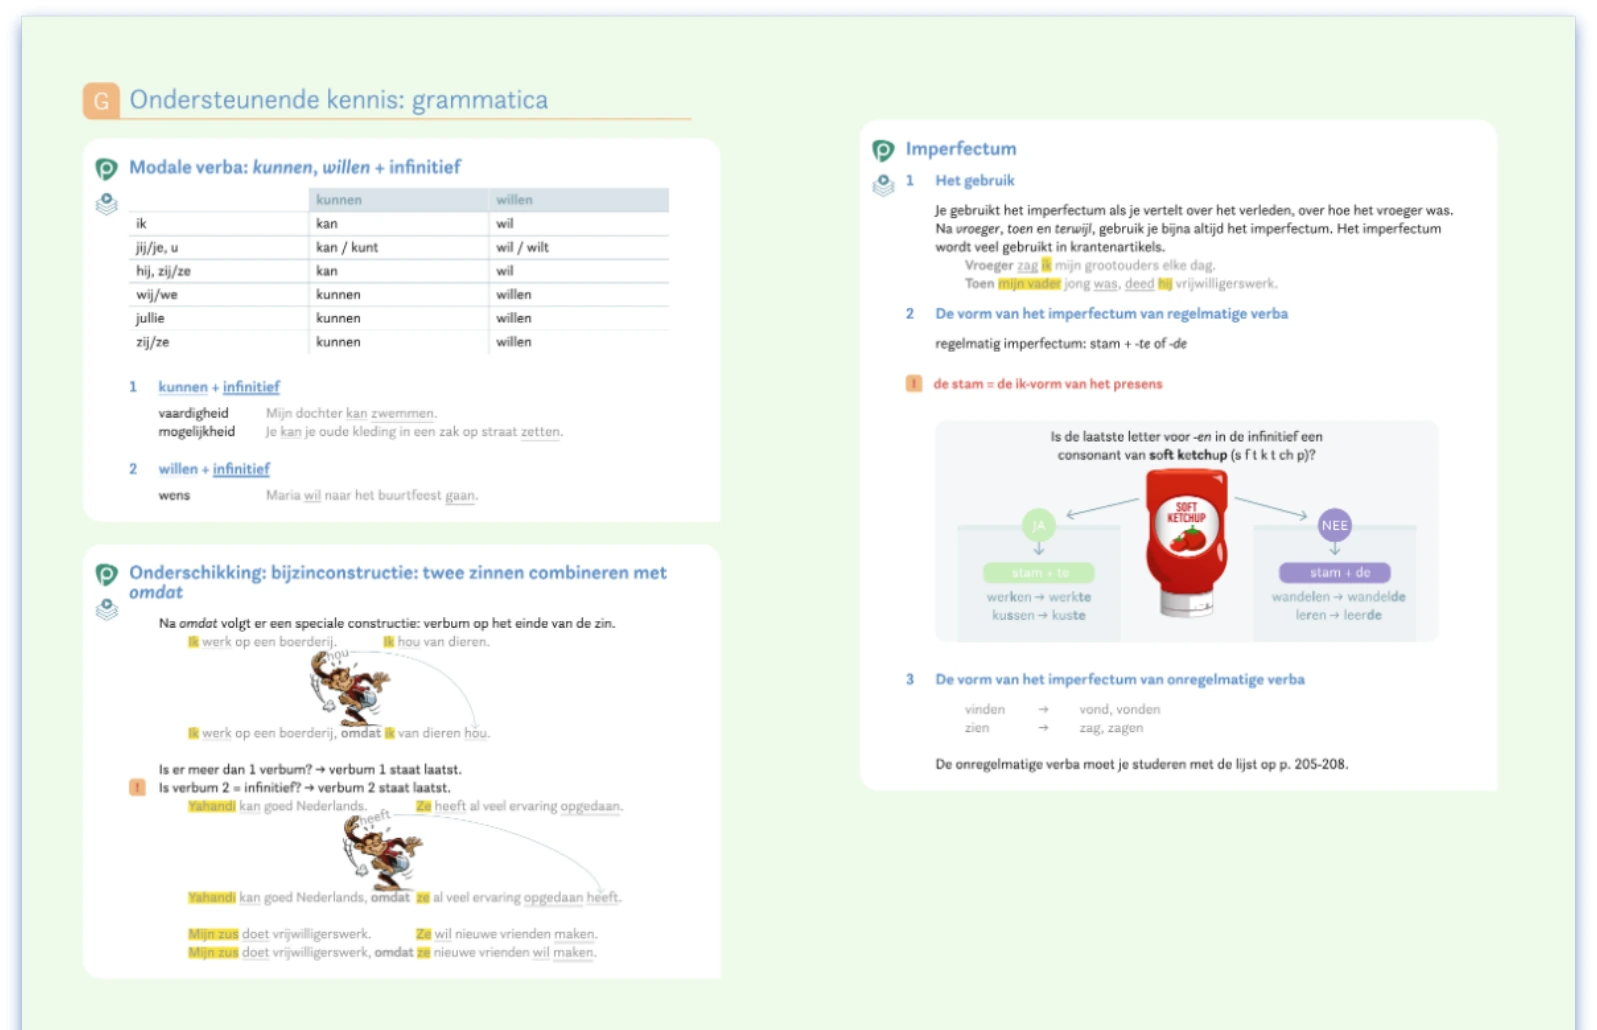 G Ondersteunende kennis: grammatica
Modale verba: kunnen, willen + infinitief
kunnen willen
ik kan wil
jij/je, u kan / kunt wil / wilt
hij, zij/ze kan wil
wij/we kunnen willen
jullie kunnen willen
zij/ze kunnen willen
1 kunnen + infinitief
vaardigheid Mijn dochter kan zwemmen.
mogelijkheid Je kan je oude kleding in een zak op straat zetten.
2 willen + infinitief
wens Maria wil naar het buurtfeest gaan.
Onderschikking: bijzinconstructie: twee zinnen combineren met
omdat
Na omdat volgt er een speciale constructie: verbum op het einde van de zin.
Ik werk op een boerderij. Ik hou van dieren.
hou
Ik werk op een boerderij, omdat ik van dieren hou.
Is er meer dan 1 verbum? → verbum 1 staat laatst.
! Is verbum 2 = infinitief? → verbum 2 staat laatst.
Yahandi kan goed Nederlands. Ze heeft al veel ervaring opgedaan.
heeft
Yahandi kan goed Nederlands, omdat ze al veel ervaring opgedaan heeft.
Mijn zus doet vrijwilligerswerk. Ze wil nieuwe vrienden maken.
Mijn zus doet vrijwilligerswerk, omdat ze nieuwe vrienden wil maken.
Imperfectum
1 Het gebruik
Je gebruikt het imperfectum als je vertelt over het verleden, over hoe het vroeger was.
Na vroeger, toen en terwijl, gebruik je bijna altijd het imperfectum. Het imperfectum
wordt veel gebruikt in krantenartikels.
Vroeger zag ik mijn grootouders elke dag.
Toen mijn vader jong was, deed hij vrijwilligerswerk.
2 De vorm van het imperfectum van regelmatige verba
regelmatig imperfectum: stam + -te of -de
! de stam = de ik-vorm van het presens
Is de laatste letter voor -en in de infinitief een
consonant van soft ketchup (s f t k t ch p)?
SOFT
KETCHUP
JA NEE
stam + te stam + de
werken → werkte wandelen → wandelde
kussen → kuste leren → leerde
3 De vorm van het imperfectum van onregelmatige verba
vinden → vond, vonden
zien → zag, zagen
De onregelmatige verba moet je studeren met de lijst op p. 205-208.